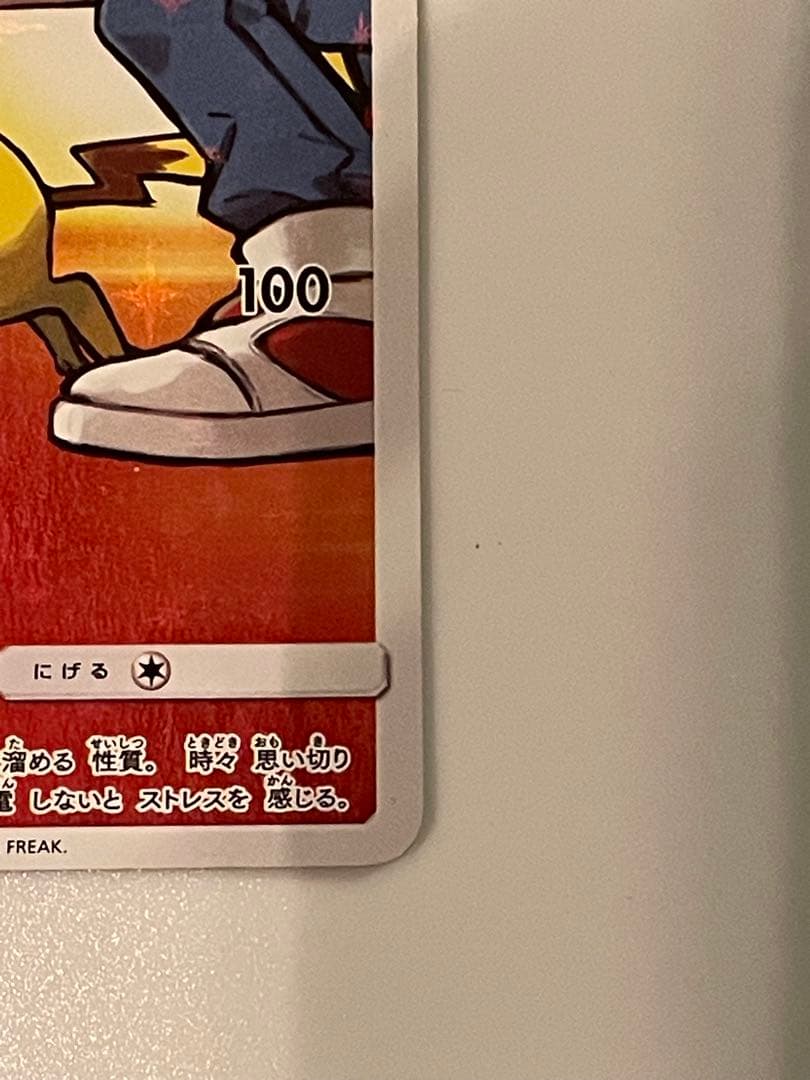 100
にげる
溜める 性質。 時々 思い切り
電 しないと ストレスを 感じる。
FREAK.